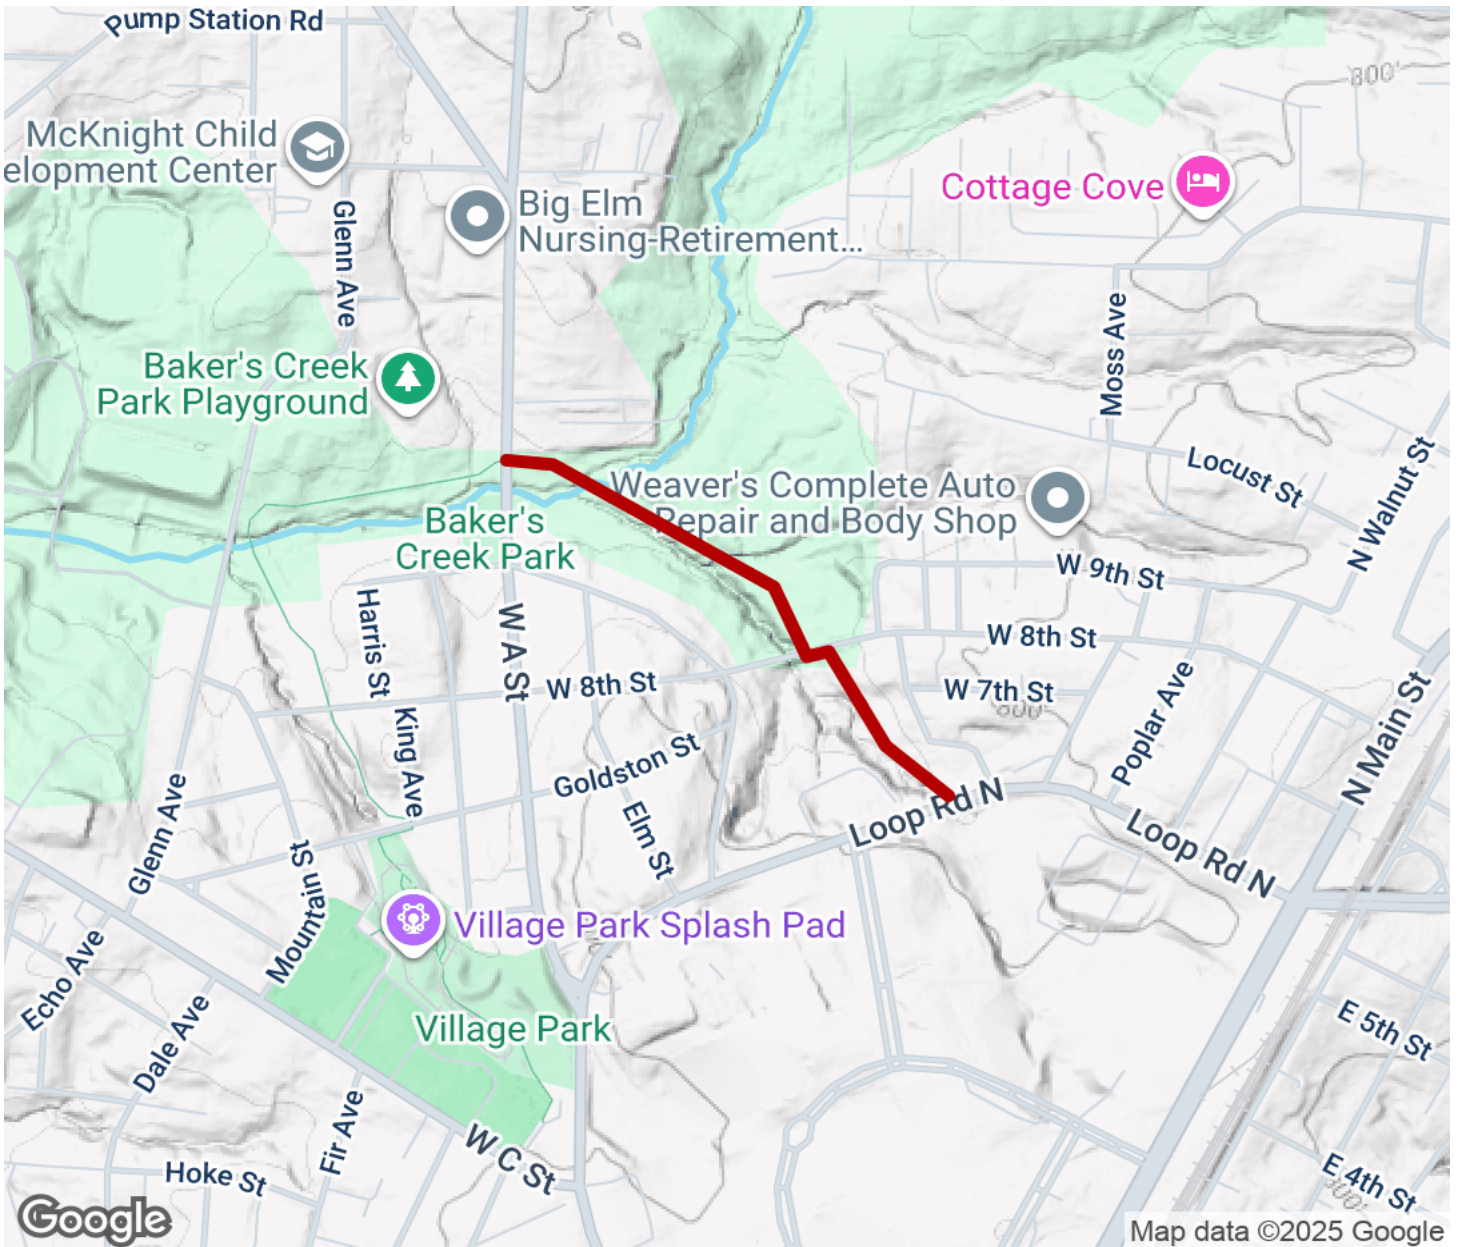 Pump Station Rd
800'
McKnight Child
elopment Center
Cottage Cove
Big Elm
Nursing-Retirement...
Glenn Ave
Moss Ave
Baker's Creek
Park Playground
Locust St
N Walnut St
Weaver's Complete Auto
Repair and Body Shop
Baker's
Creek Park
W 9th St
Harris St
W A St
W 8th St
W 8th St
W 7th St
800'
Poplar Ave
N Main St
King Ave
Goldston St
Elm St
Loop Rd N
Loop Rd N
Glenn Ave
Mountain St
Village Park Splash Pad
Echo Ave
Dale Ave
Village Park
E 5th St
Fir Ave
W C St
Hoke St
E 4th St
800'
Google
Map data ©2025 Google